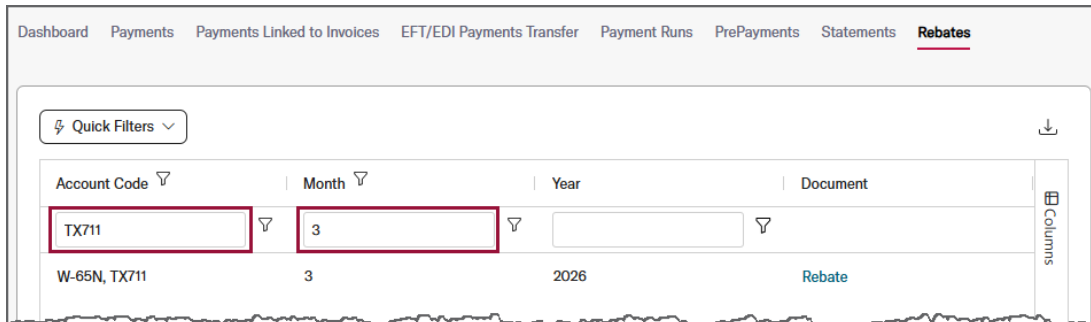 Dashboard Payments Payments Linked to Invoices EFT/EDI Payments Transfer Payment Runs PrePayments Statements Rebates
Quick Filters
Account Code Month Year Document
TX711 3
W-65N, TX711 3 2026 Rebate
Columns